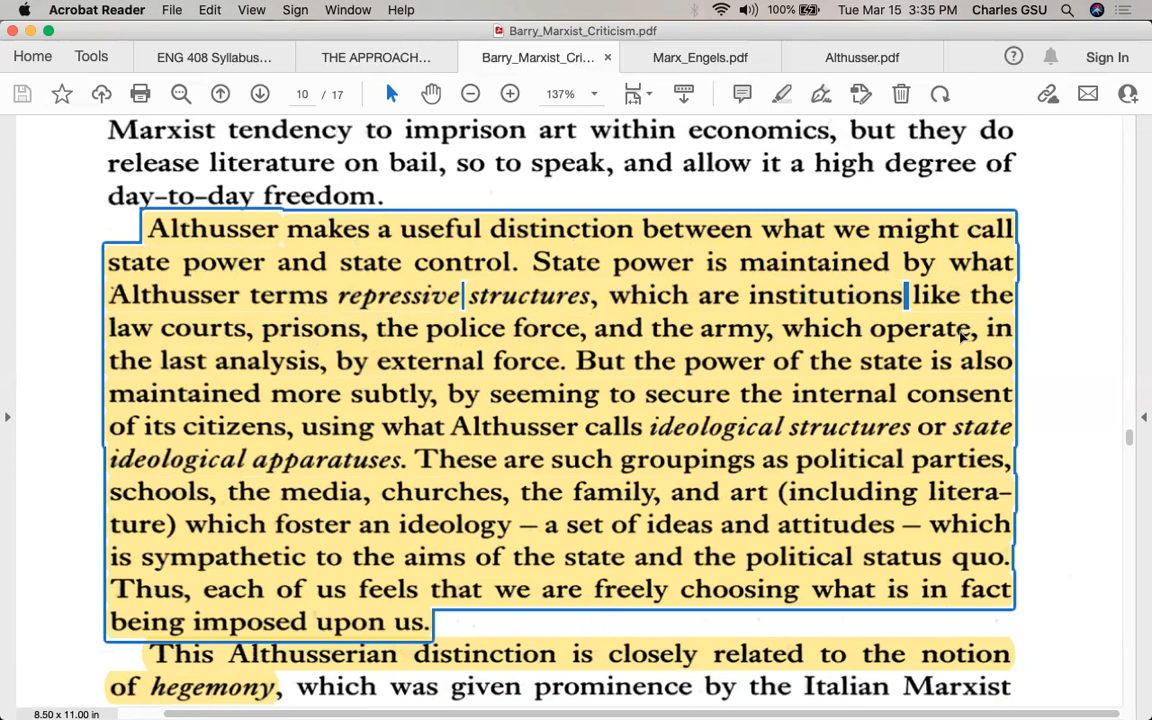 Acrobat Reader File Edit View Sign Window Help 100% Tue Mar 15 3:35 PM Charles GSU
Barry_Marxist_Criticism.pdf
Home Tools ENG 408 Syllabus... THE APPROACH... Barry_Marxist_Cri... × Marx_Engels.pdf Althusser.pdf ? Sign In
10 / 17 137%
Marxist tendency to imprison art within economics, but they do
release literature on bail, so to speak, and allow it a high degree of
day-to-day freedom.
Althusser makes a useful distinction between what we might call
state power and state control. State power is maintained by what
Althusser terms repressive structures, which are institutions like the
law courts, prisons, the police force, and the army, which operate, in
the last analysis, by external force. But the power of the state is also
maintained more subtly, by seeming to secure the internal consent
of its citizens, using what Althusser calls ideological structures or state
ideological apparatuses. These are such groupings as political parties,
schools, the media, churches, the family, and art (including litera-
ture) which foster an ideology – a set of ideas and attitudes – which
is sympathetic to the aims of the state and the political status quo.
Thus, each of us feels that we are freely choosing what is in fact
being imposed upon us.
This Althusserian distinction is closely related to the notion
of hegemony, which was given prominence by the Italian Marxist
8.50 x 11.00 in